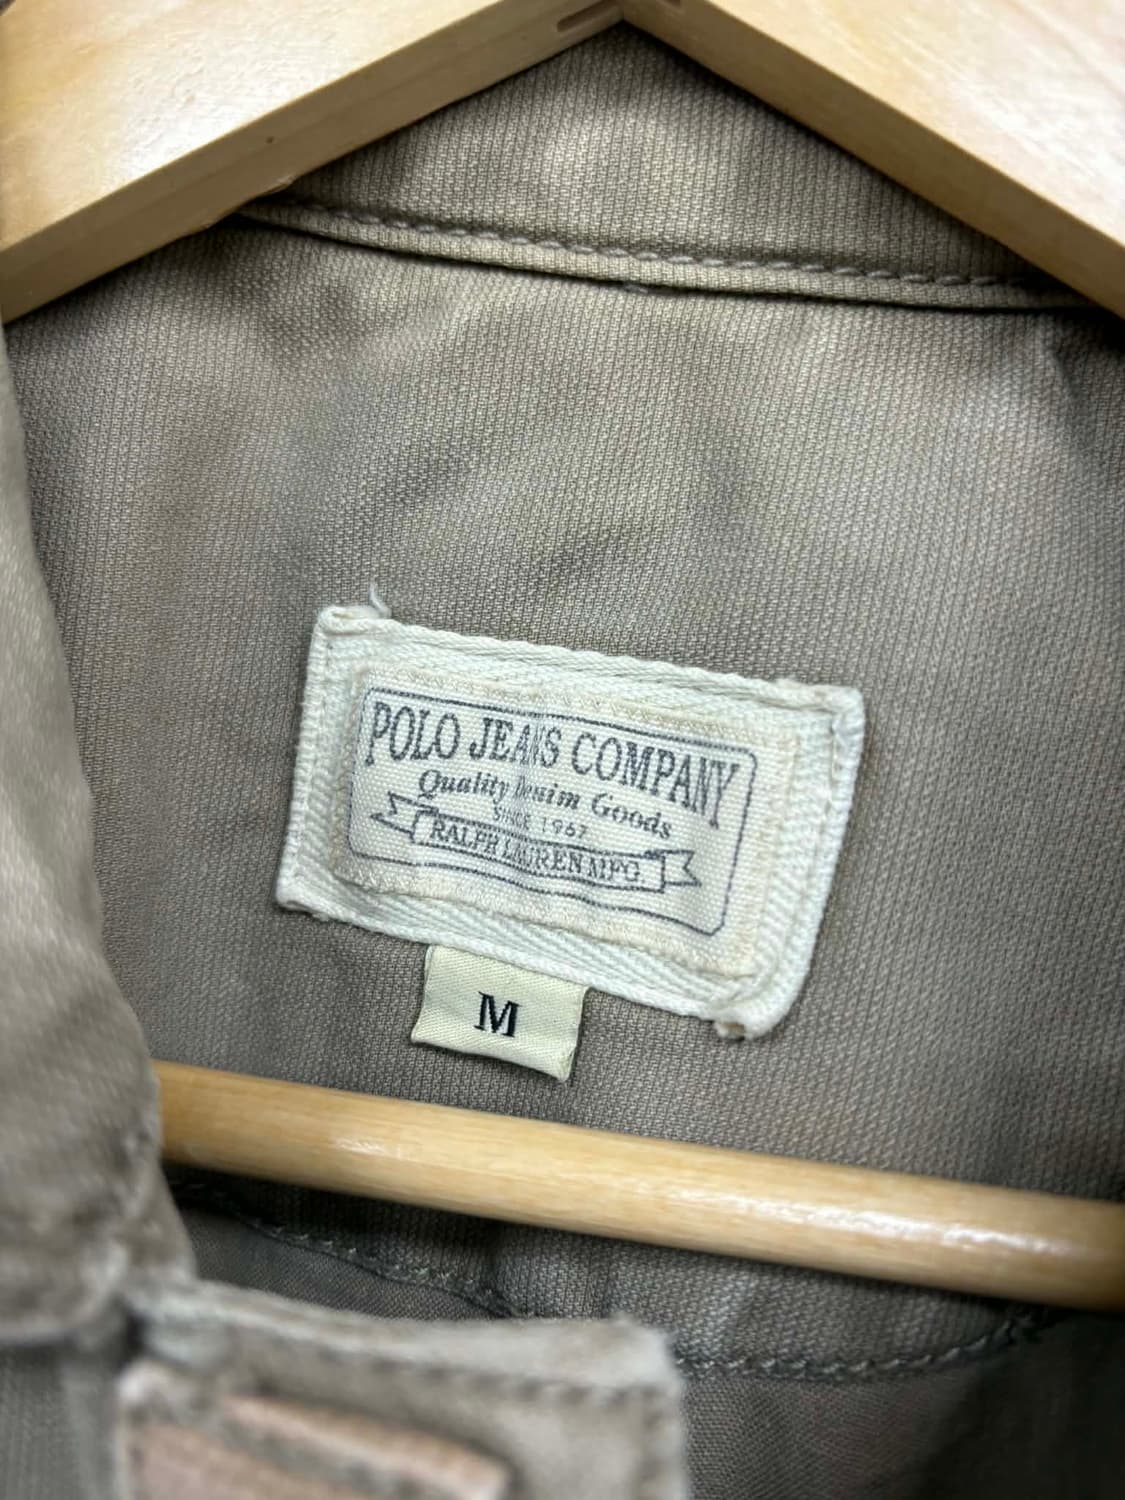 POLO JEANS COMPANY
Quality Denim Goods
SINCE 1967
RALPH LAUREN MFG.
M